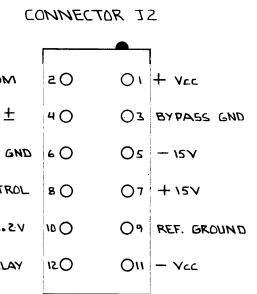 CONNECTOR J2
OM 2 1 + VCC
± 4 3 BYPASS GND
GND 6 5 - 15V
TROL 8 7 + 15V
.2V 10 9 REF. GROUND
LAY 12 11 - VCC